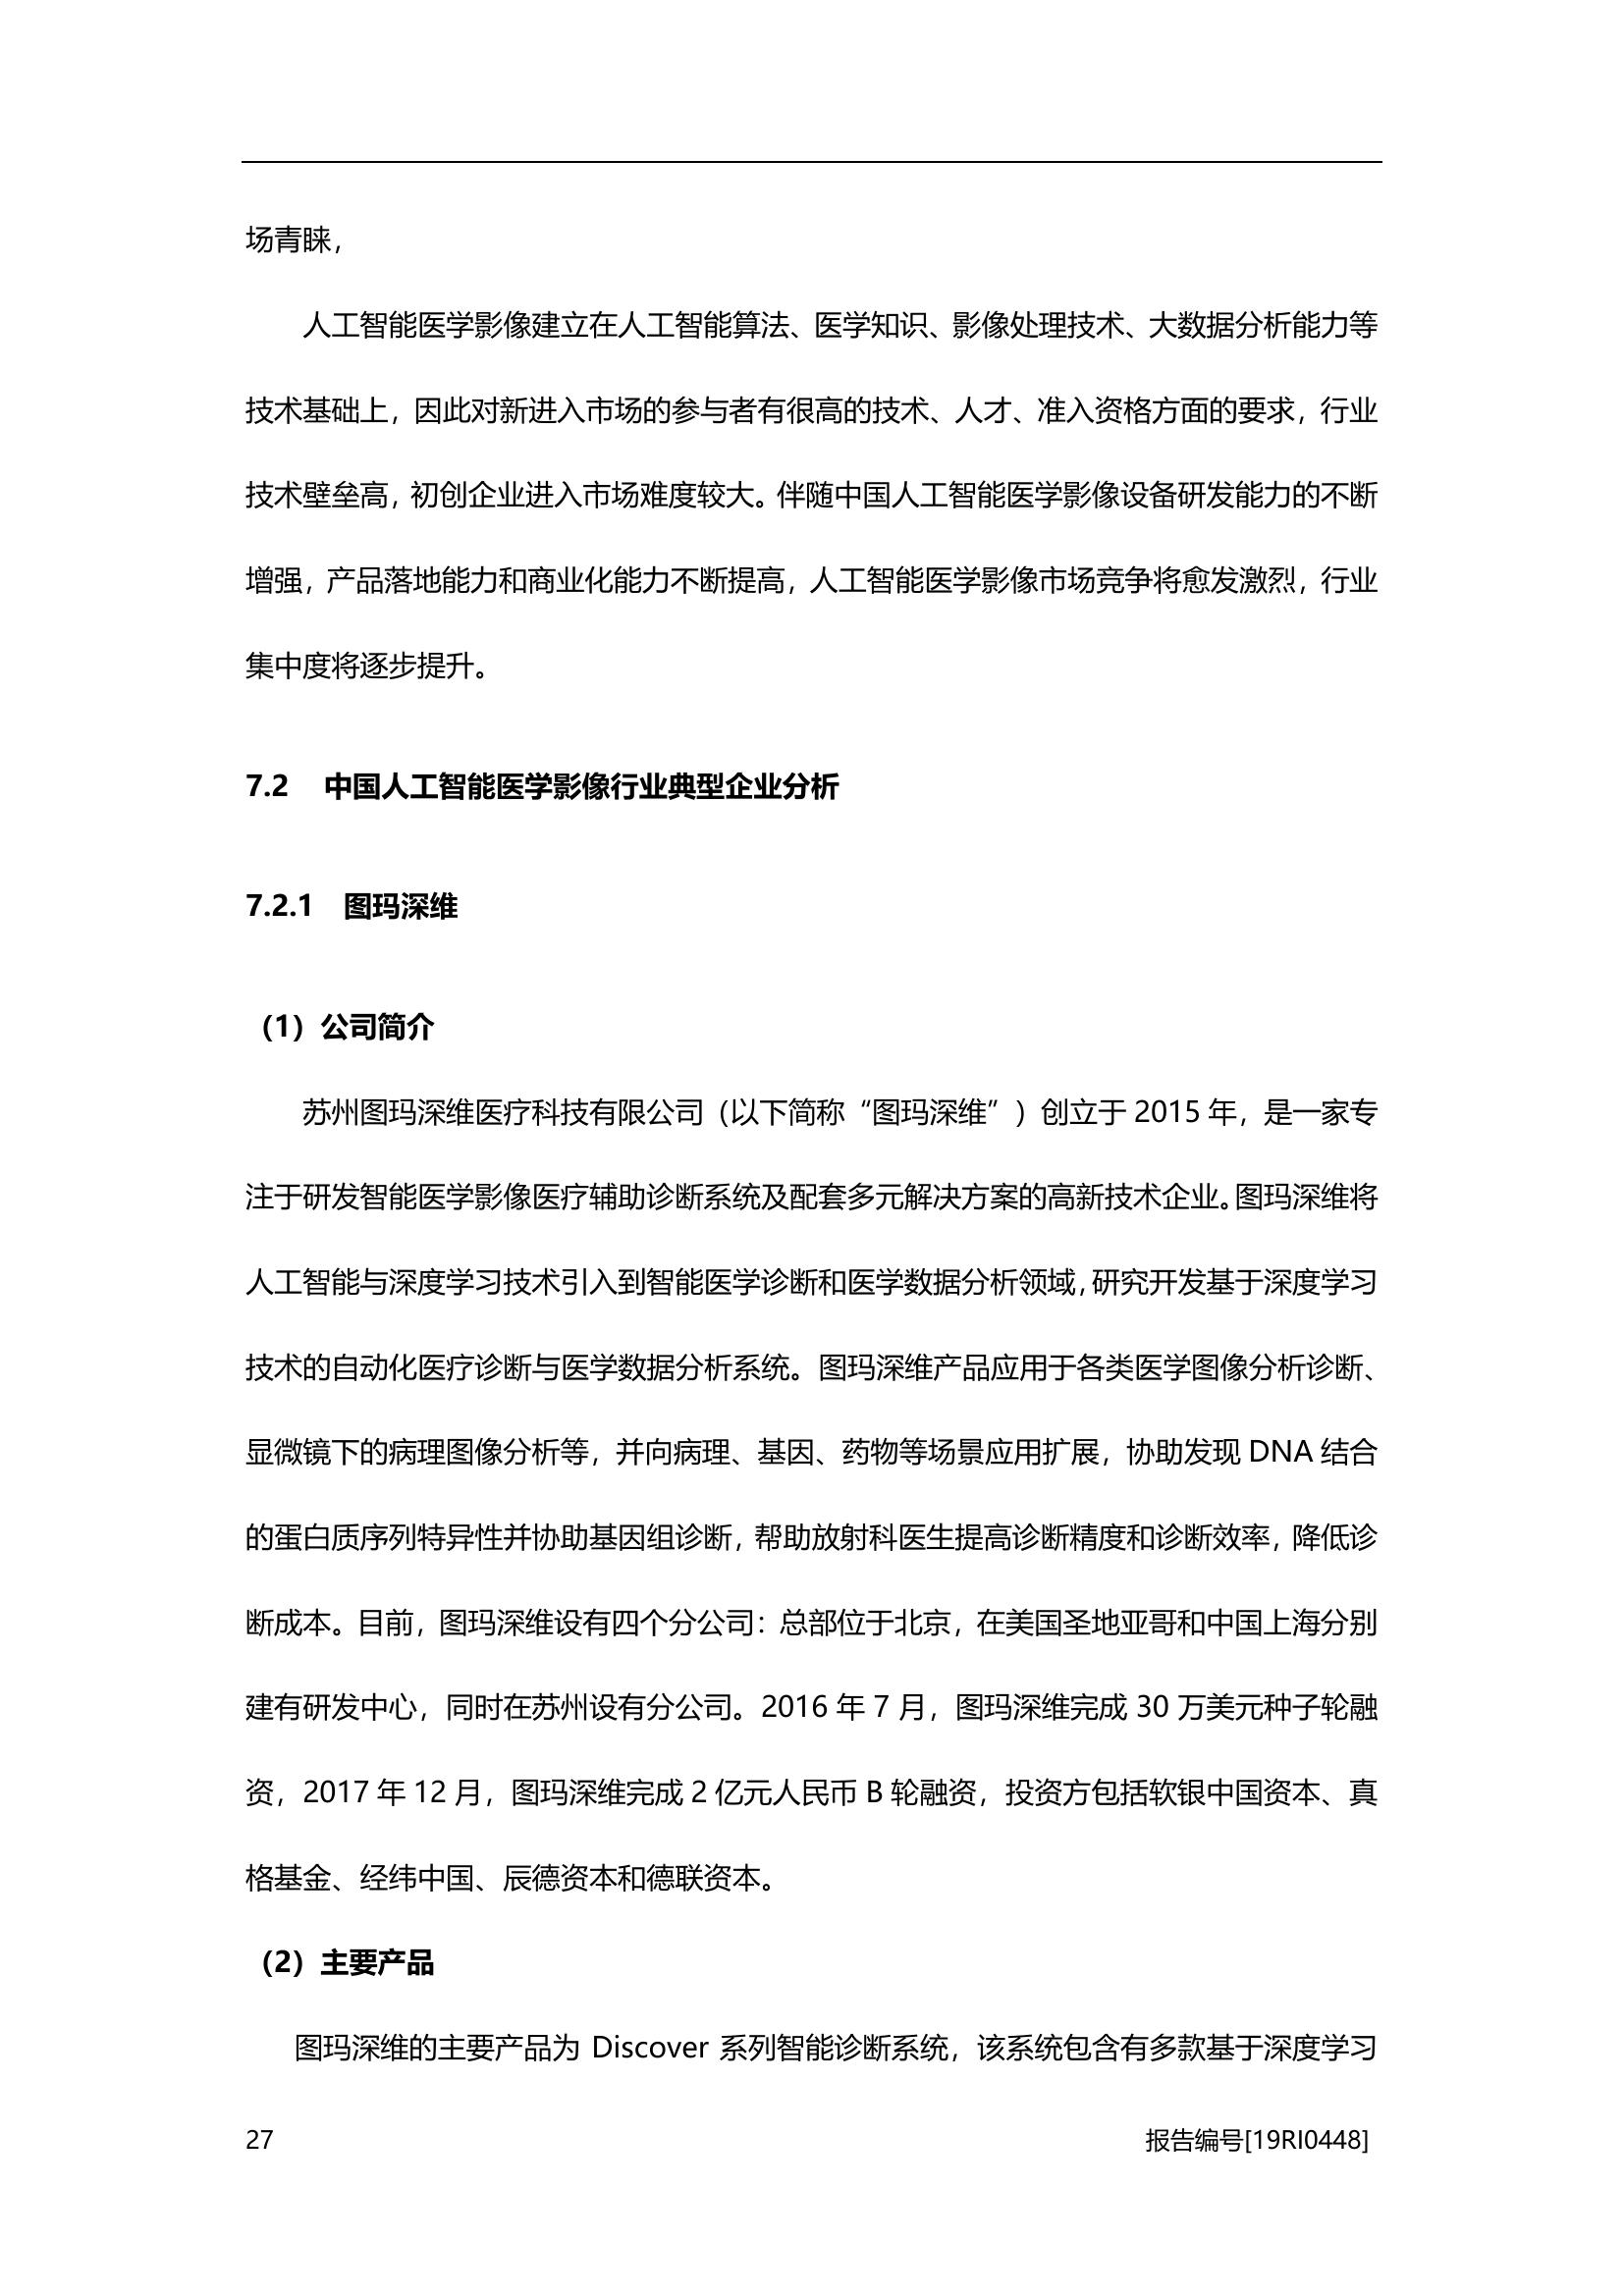 场青睐，
人工智能医学影像建立在人工智能算法、医学知识、影像处理技术、大数据分析能力等
技术基础上，因此对新进入市场的参与者有很高的技术、人才、准入资格方面的要求，行业
技术壁垒高，初创企业进入市场难度较大。伴随中国人工智能医学影像设备研发能力的不断
增强，产品落地能力和商业化能力不断提高，人工智能医学影像市场竞争将愈发激烈，行业
集中度将逐步提升。
7.2 中国人工智能医学影像行业典型企业分析
7.2.1 图玛深维
（1）公司简介
苏州图玛深维医疗科技有限公司（以下简称“图玛深维”）创立于 2015 年，是一家专
注于研发智能医学影像医疗辅助诊断系统及配套多元解决方案的高新技术企业。图玛深维将
人工智能与深度学习技术引入到智能医学诊断和医学数据分析领域，研究开发基于深度学习
技术的自动化医疗诊断与医学数据分析系统。图玛深维产品应用于各类医学图像分析诊断、
显微镜下的病理图像分析等，并向病理、基因、药物等场景应用扩展，协助发现 DNA 结合
的蛋白质序列特异性并协助基因组诊断，帮助放射科医生提高诊断精度和诊断效率，降低诊
断成本。目前，图玛深维设有四个分公司：总部位于北京，在美国圣地亚哥和中国上海分别
建有研发中心，同时在苏州设有分公司。2016 年 7 月，图玛深维完成 30 万美元种子轮融
资，2017 年 12 月，图玛深维完成 2 亿元人民币 B 轮融资，投资方包括软银中国资本、真
格基金、经纬中国、辰德资本和德联资本。
（2）主要产品
图玛深维的主要产品为 Discover 系列智能诊断系统，该系统包含有多款基于深度学习
27 报告编号[19RI0448]